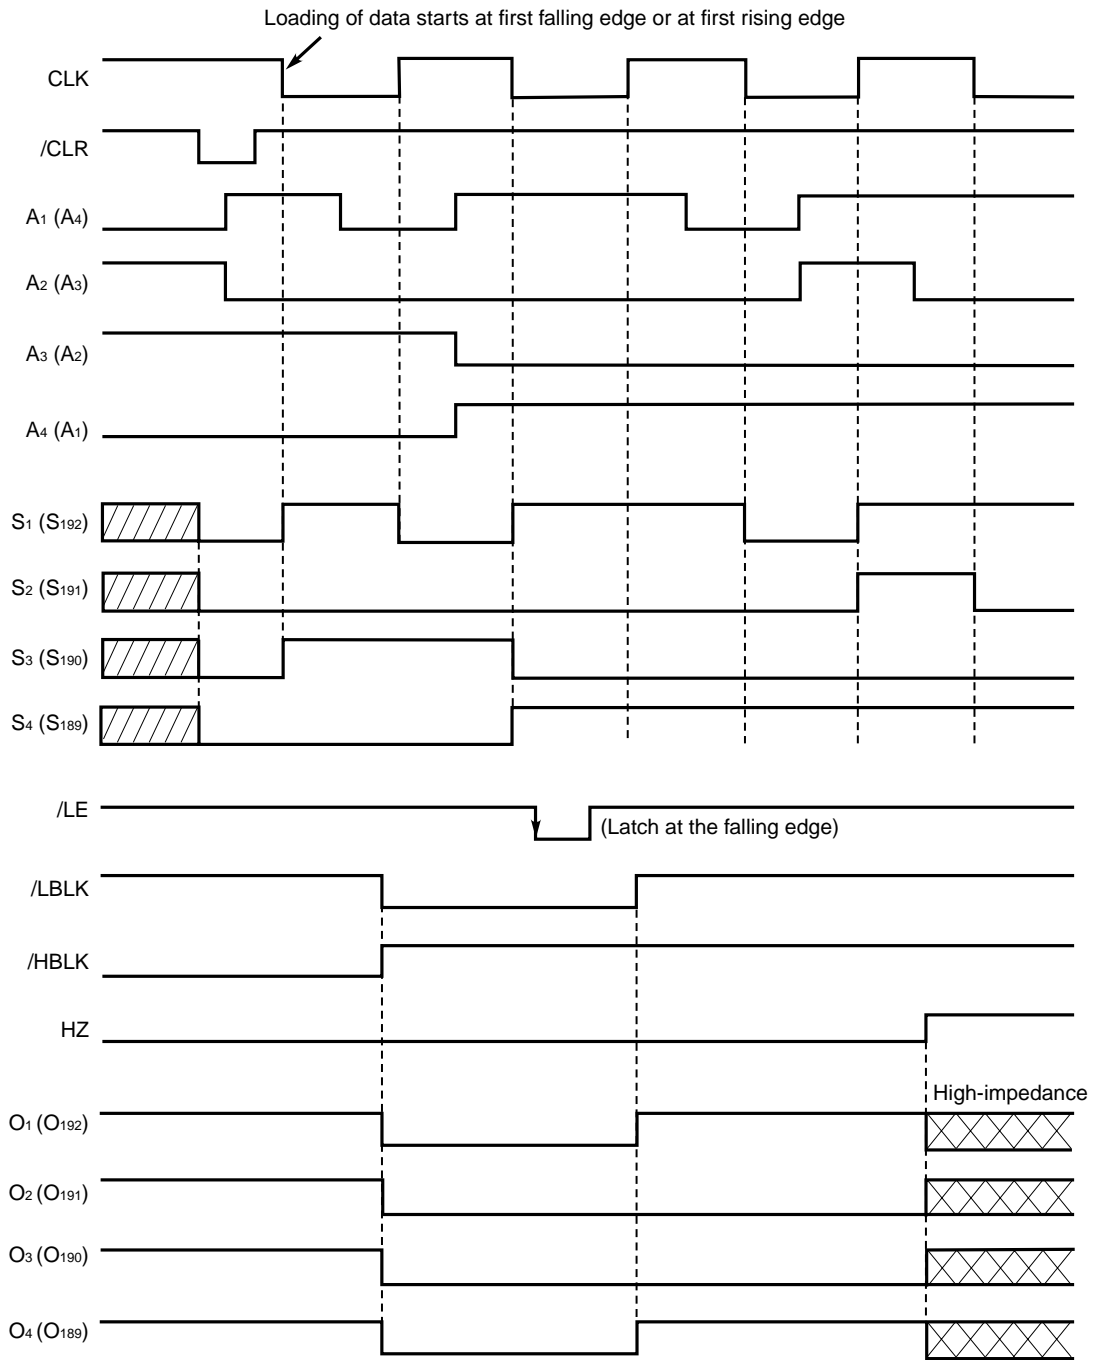 Loading of data starts at first falling edge or at first rising edge
CLK
/CLR
A1 (A4)
A2 (A3)
A3 (A2)
A4 (A1)
S1 (S192)
S2 (S191)
S3 (S190)
S4 (S189)
/LE
(Latch at the falling edge)
/LBLK
/HBLK
HZ
High-impedance
O1 (O192)
O2 (O191)
O3 (O190)
O4 (O189)